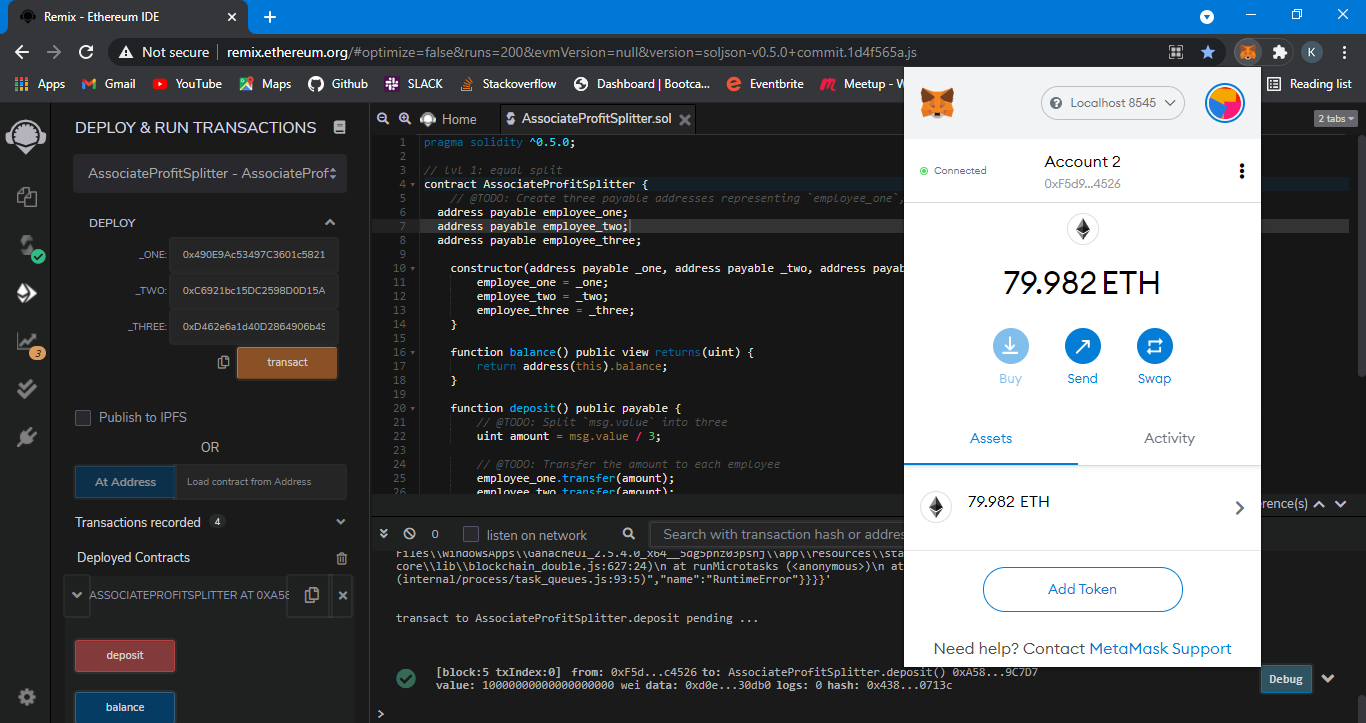 Remix - Ethereum IDE
Not secure
remix.ethereum.org/#optimize=false&runs=200&evmVersion=null&version=soljson-v0.5.0+commit.1d4f565a.js
K
Apps
Gmail
YouTube
Maps
Github
SLACK
Stackoverflow
Dashboard | Bootca...
Eventbrite
Meetup - W
Reading list
DEPLOY & RUN TRANSACTIONS
AssociateProfitSplitter - AssociateProf
DEPLOY
_ONE: 0x490E9Ac53497C3601c5821
_TWO: 0xC6921bc15DC2598D0D15A
_THREE: 0xD462e6a1d40D2864906b49
transact
3
Publish to IPFS
OR
At Address
Load contract from Address
Transactions recorded 4
Deployed Contracts
ASSOCIATEPROFITSPLITTER AT 0XA58
deposit
balance
Home
AssociateProfitSplitter.sol
2 tabs
1 pragma solidity ^0.5.0;
2
3 // lvl 1: equal split
4 contract AssociateProfitSplitter {
5 // @TODO: Create three payable addresses representing `employee_one`,
6 address payable employee_one;
7 address payable employee_two;
8 address payable employee_three;
9
10 constructor(address payable _one, address payable _two, address payab
11 employee_one = _one;
12 employee_two = _two;
13 employee_three = _three;
14 }
15
16 function balance() public view returns(uint) {
17 return address(this).balance;
18 }
19
20 function deposit() public payable {
21 // @TODO: Split `msg.value` into three
22 uint amount = msg.value / 3;
23
24 // @TODO: Transfer the amount to each employee
25 employee_one.transfer(amount);
26 employee_two.transfer(amount);
0
listen on network
Search with transaction hash or addre
rence(s)
core\\lib\\blockchain_double.js:627:24)\n at runMicrotasks (<anonymous>)\n at
(internal/process/task_queues.js:93:5)","name":"RuntimeError"}}}}'
transact to AssociateProfitSplitter.deposit pending ...
[block:5 txIndex:0] from: 0xF5d...c4526 to: AssociateProfitSplitter.deposit() 0xA58...9C7D7
value: 10000000000000000000 wei data: 0xd0e...30db0 logs: 0 hash: 0x438...0713c
Debug
>
Localhost 8545
Connected
Account 2
0xF5d9...4526
79.982 ETH
Buy
Send
Swap
Assets
Activity
79.982 ETH
Add Token
Need help? Contact MetaMask Support